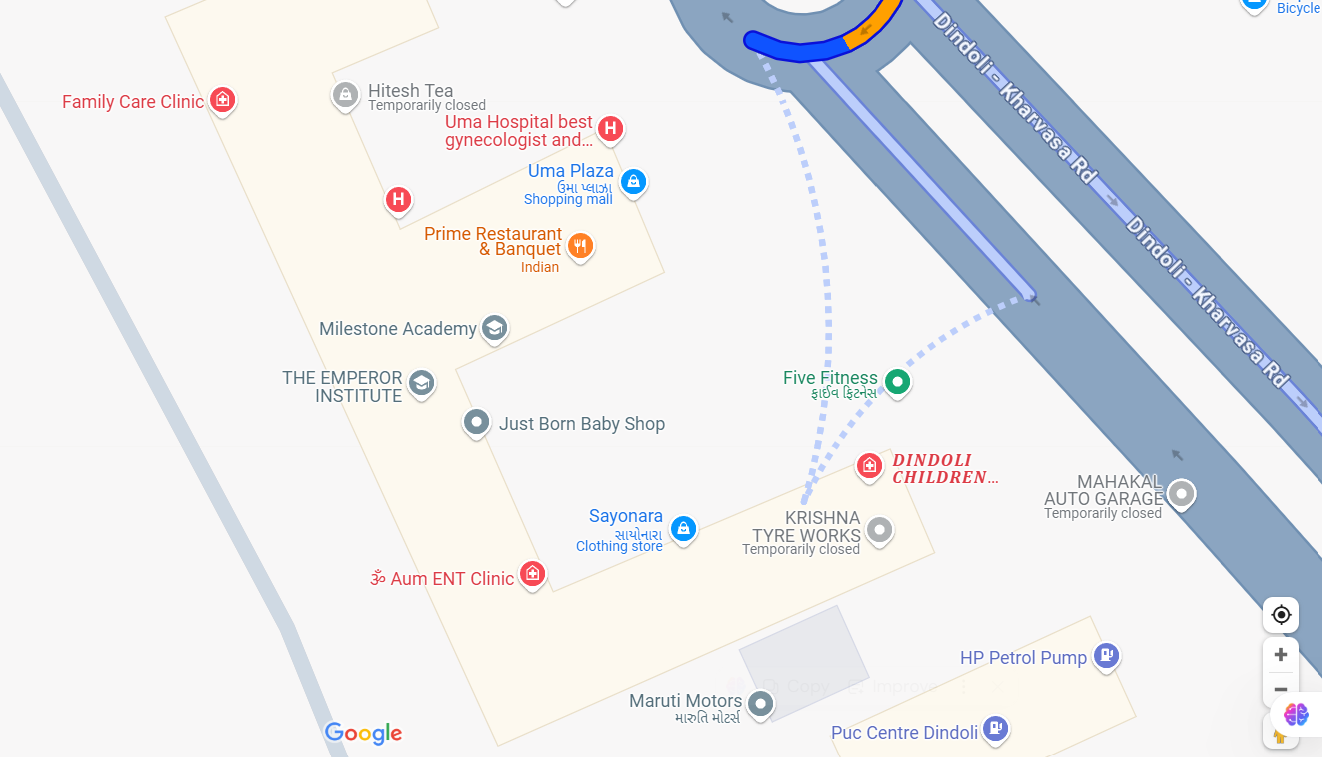 Bicycle
Dindoli - Kharvasa Rd
Hitesh Tea
Temporarily closed
Family Care Clinic
Uma Hospital best
gynecologist and...
H
Uma Plaza
ઉમા પ્લાઝા
Shopping mall
H
Dindoli - Kharvasa Rd
Prime Restaurant
& Banquet
Indian
Milestone Academy
THE EMPEROR
INSTITUTE
Five Fitness
ફાઈવ ફિટનેસ
Just Born Baby Shop
DINDOLI
CHILDREN...
MAHAKAL
AUTO GARAGE
Temporarily closed
Sayonara
સાયોનારા
Clothing store
KRISHNA
TYRE WORKS
Temporarily closed
ૐ Aum ENT Clinic
HP Petrol Pump
Copy
Improve
Maruti Motors
મારુતિ મોટર્સ
Puc Centre Dindoli
Google